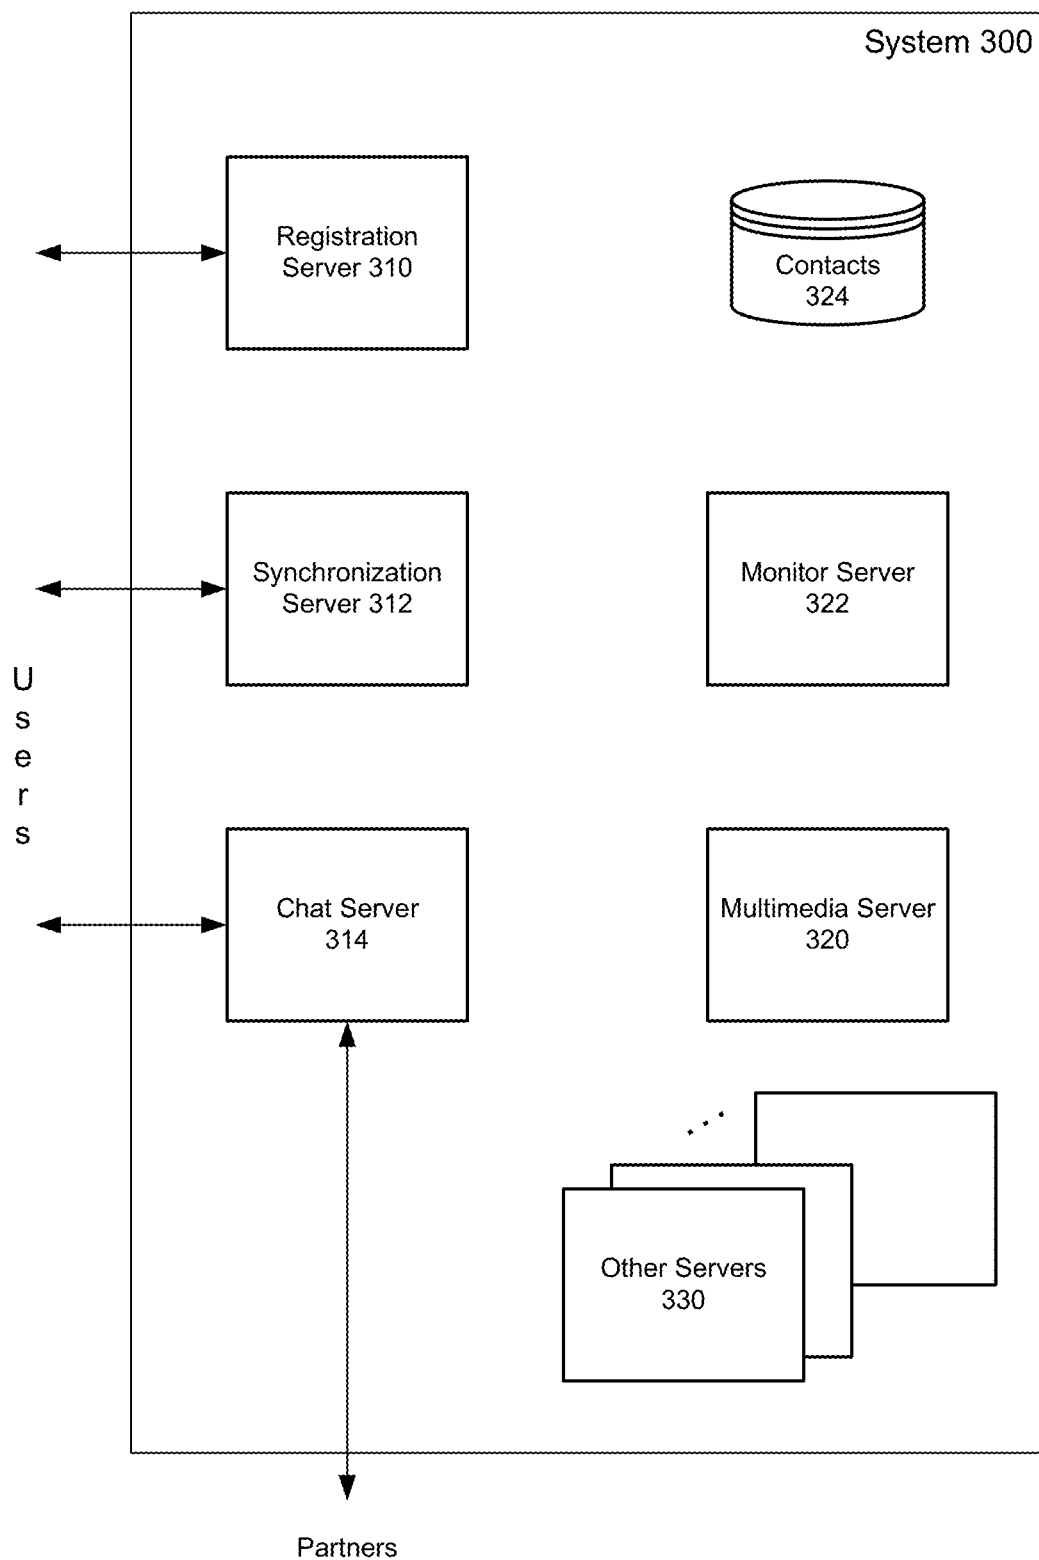 System 300
Registration
Server 310
Contacts
324
Synchronization
Server 312
Monitor Server
322
Users
Chat Server
314
Multimedia Server
320
Other Servers
330
Partners